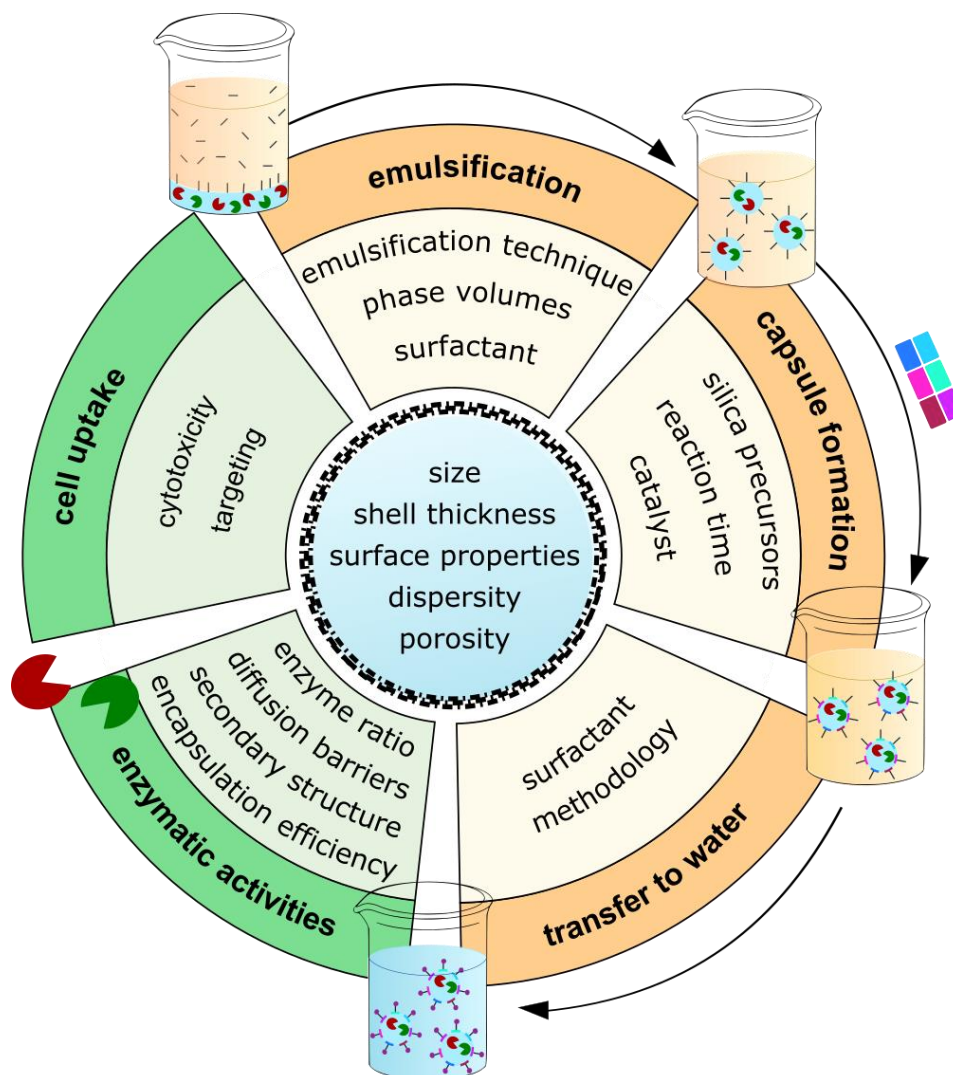 emulsification
emulsification technique
phase volumes
surfactant
capsule formation
silica precursors
reaction time
catalyst
transfer to water
surfactant
methodology
enzymatic activities
enzyme ratio
diffusion barriers
secondary structure
encapsulation efficiency
cell uptake
cytotoxicity
targeting
size
shell thickness
surface properties
dispersity
porosity